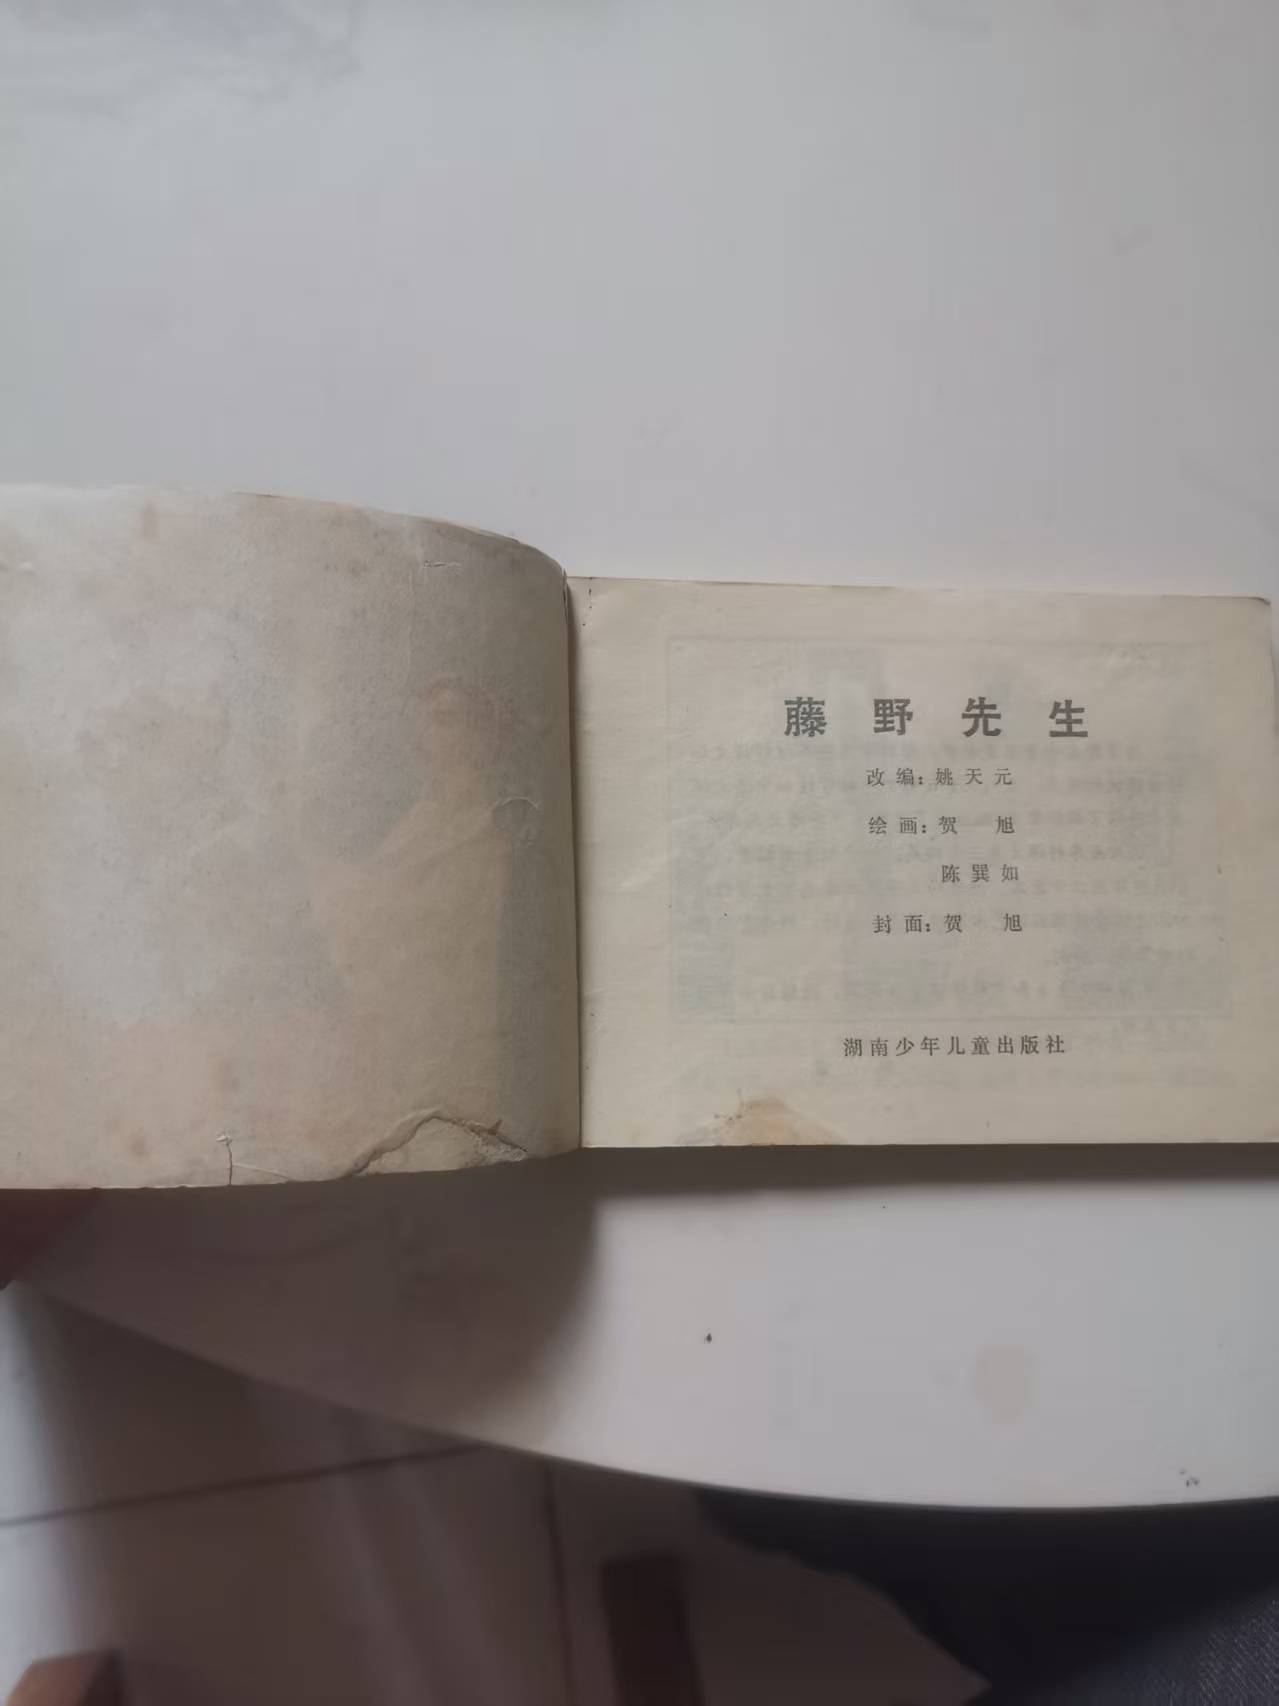 藤野先生
改编：姚天元
绘画：贺 旭
陈巽如
封面：贺 旭
湖南少年儿童出版社